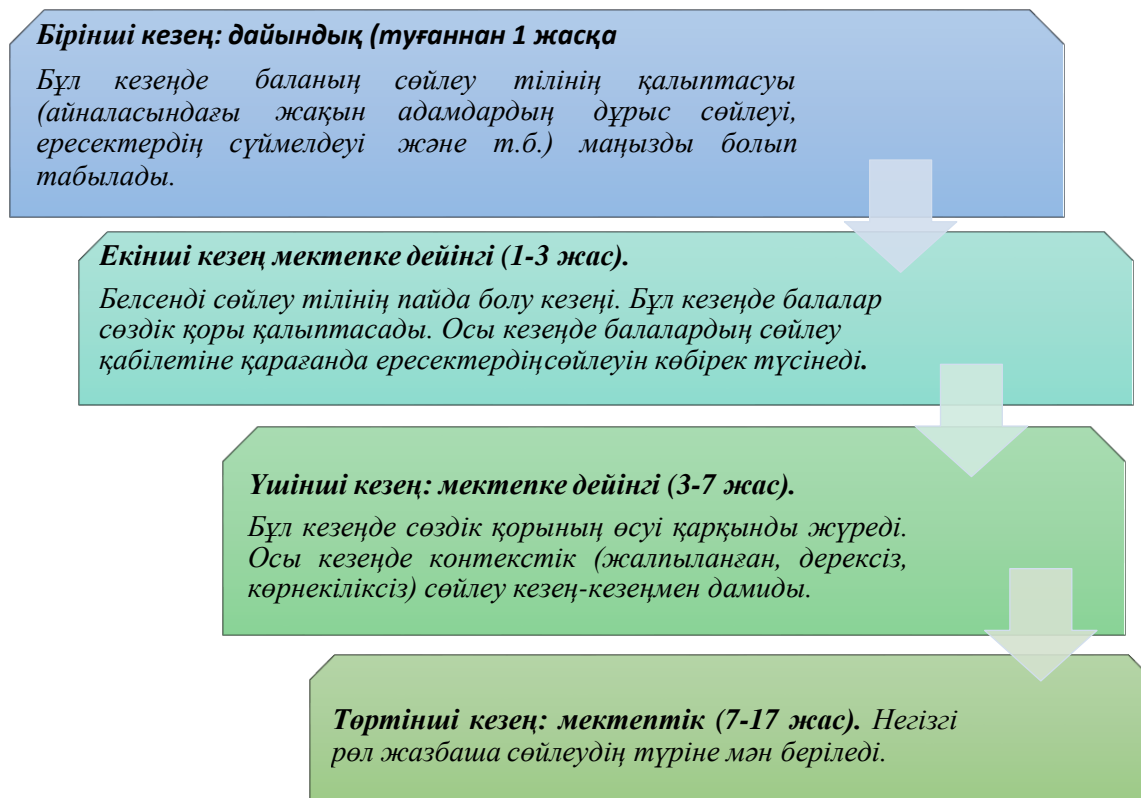 Бірінші кезең: дайындық (туғаннан 1 жасқа
Бұл кезеңде баланың сөйлеу тілінің қалыптасуы
(айналасындағы жақын адамдардың дұрыс сөйлеуі,
ересектердің сүймелдеуі және т.б.) маңызды болып
табылады.
Екінші кезең мектепке дейінгі (1-3 жас).
Белсенді сөйлеу тілінің пайда болу кезеңі. Бұл кезеңде балалар
сөздік қоры қалыптасады. Осы кезеңде балалардың сөйлеу
қабілетіне қарағанда ересектердіңсөйлеуін көбірек түсінеді.
Үшінші кезең: мектепке дейінгі (3-7 жас).
Бұл кезеңде сөздік қорының өсуі қарқынды жүреді.
Осы кезеңде контекстік (жалпыланған, дерексіз,
көрнекіліксіз) сөйлеу кезең-кезеңмен дамиды.
Төртінші кезең: мектептік (7-17 жас). Негізгі
рөл жазбаша сөйлеудің түріне мән беріледі.